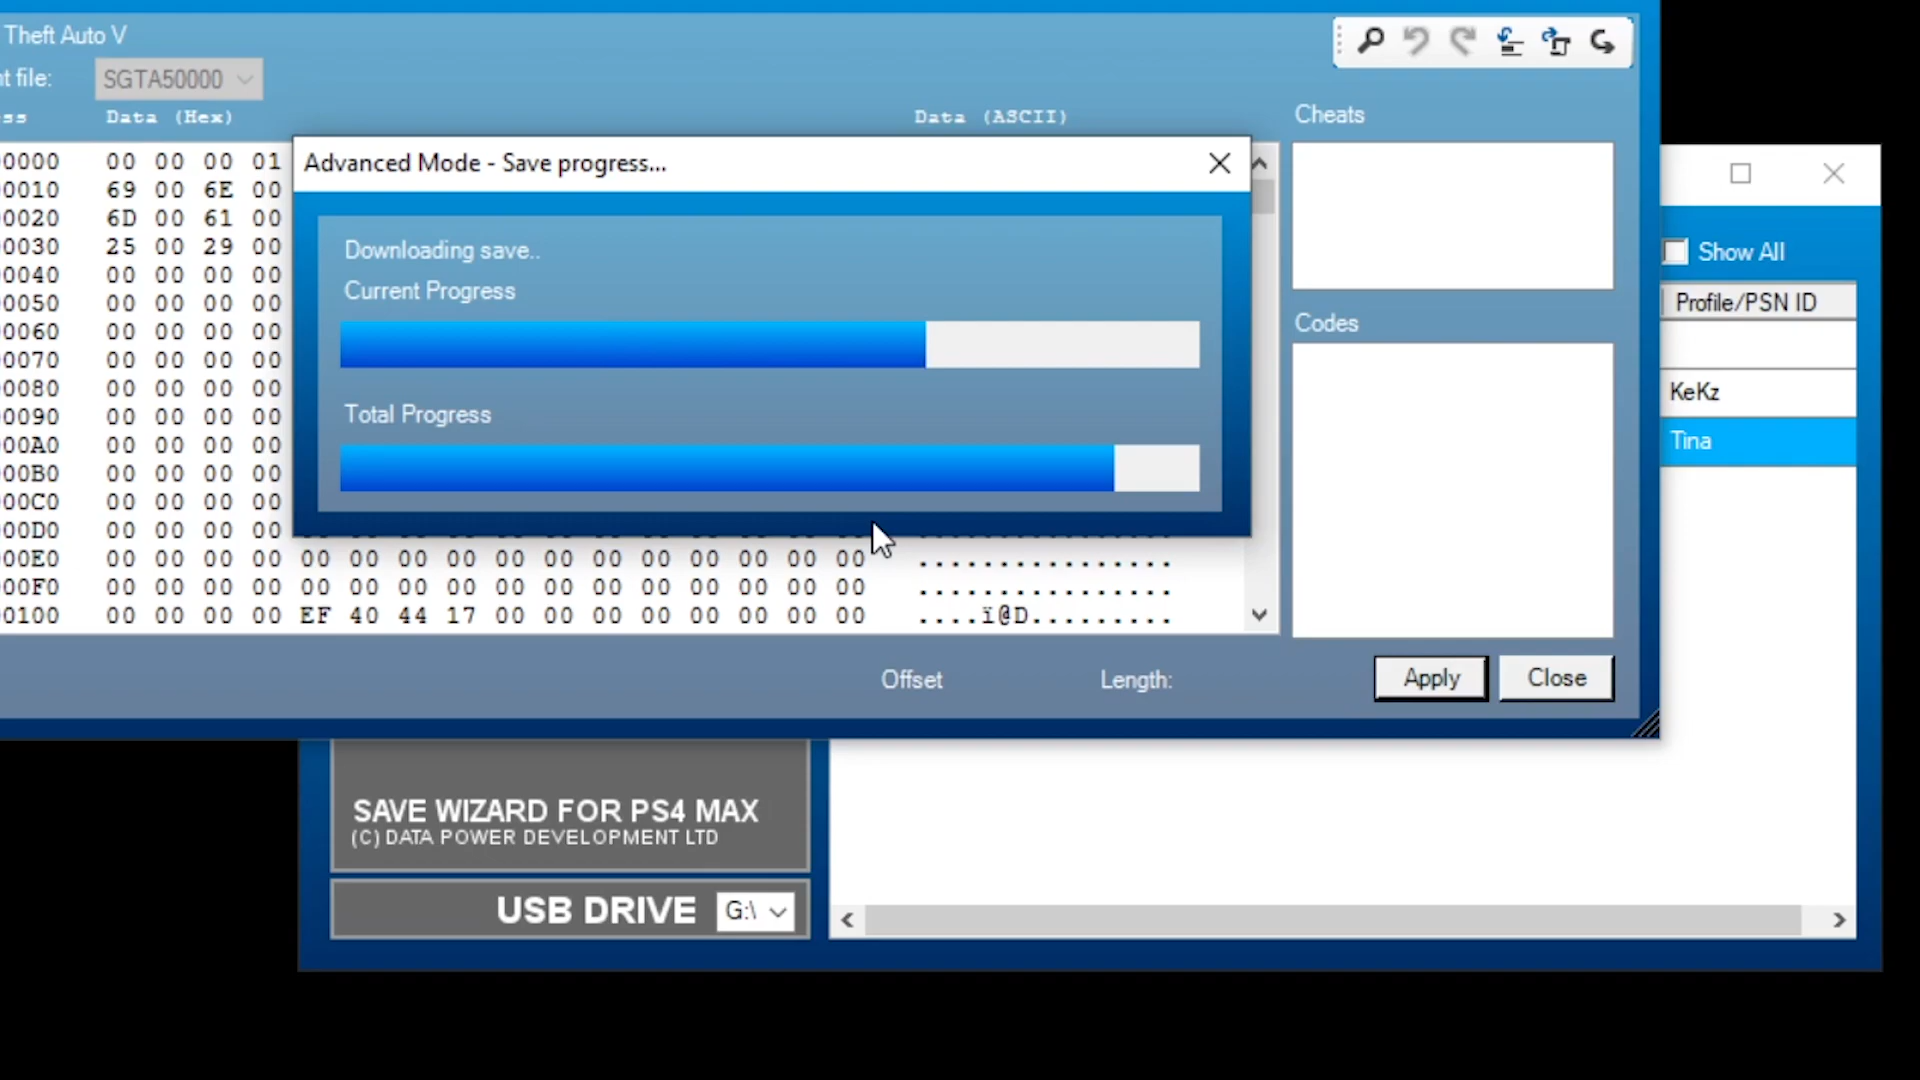 Theft Auto V
t file: SGTA50000
ss Data (Hex) Data (ASCII)
Cheats
0000 00 00 00 01
0010 69 00 6E 00
0020 6D 00 61 00
0030 25 00 29 00
0040 00 00 00 00
0050 00 00 00 00
0060 00 00 00 00
0070 00 00 00 00
0080 00 00 00 00
0090 00 00 00 00
00A0 00 00 00 00
00B0 00 00 00 00
00C0 00 00 00 00
00D0 00 00 00 00
00E0 00 00 00 00 00 00 00 00 00 00 00 00 00 00 00 00 ................
00F0 00 00 00 00 00 00 00 00 00 00 00 00 00 00 00 00 ................
00100 00 00 00 00 EF 40 44 17 00 00 00 00 00 00 00 00 ....ï@D.........
Advanced Mode - Save progress...
Downloading save..
Current Progress
Total Progress
Codes
Offset Length:
Apply Close
Show All
Profile/PSN ID
KeKz
Tina
SAVE WIZARD FOR PS4 MAX
(C) DATA POWER DEVELOPMENT LTD
USB DRIVE G:\